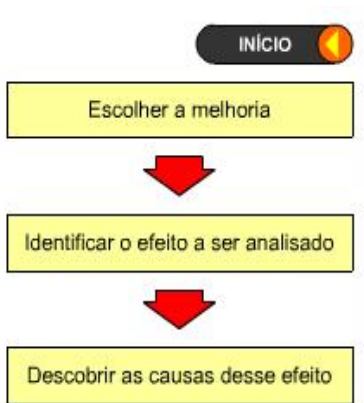 INÍCIO
Escolher a melhoria
Identificar o efeito a ser analisado
Descobrir as causas desse efeito